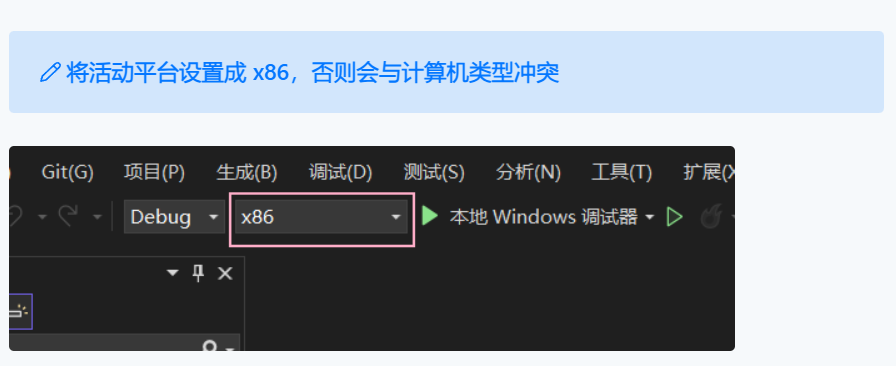 将活动平台设置成 x86，否则会与计算机类型冲突
Git(G) 项目(P) 生成(B) 调试(D) 测试(S) 分析(N) 工具(T) 扩展(X
Debug x86 本地 Windows 调试器